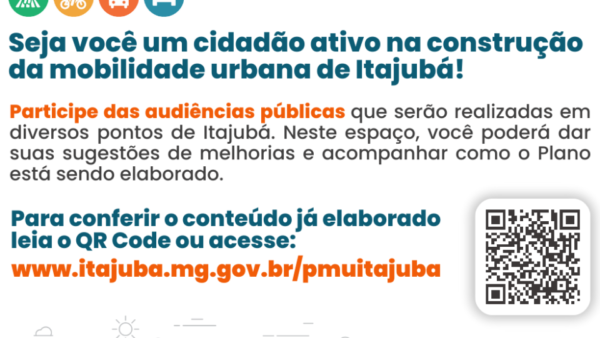 Seja você um cidadão ativo na construção
da mobilidade urbana de Itajubá!
Participe das audiências públicas que serão realizadas em
diversos pontos de Itajubá. Neste espaço, você poderá dar
suas sugestões de melhorias e acompanhar como o Plano
está sendo elaborado.
Para conferir o conteúdo já elaborado
leia o QR Code ou acesse:
www.itajuba.mg.gov.br/pmuitajuba